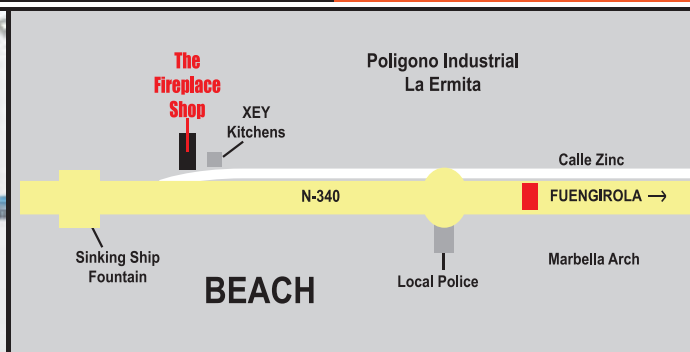 The
Fireplace
Shop
Poligono Industrial
La Ermita
XEY
Kitchens
Calle Zinc
N-340
FUENGIROLA →
Sinking Ship
Fountain
BEACH
Local Police
Marbella Arch